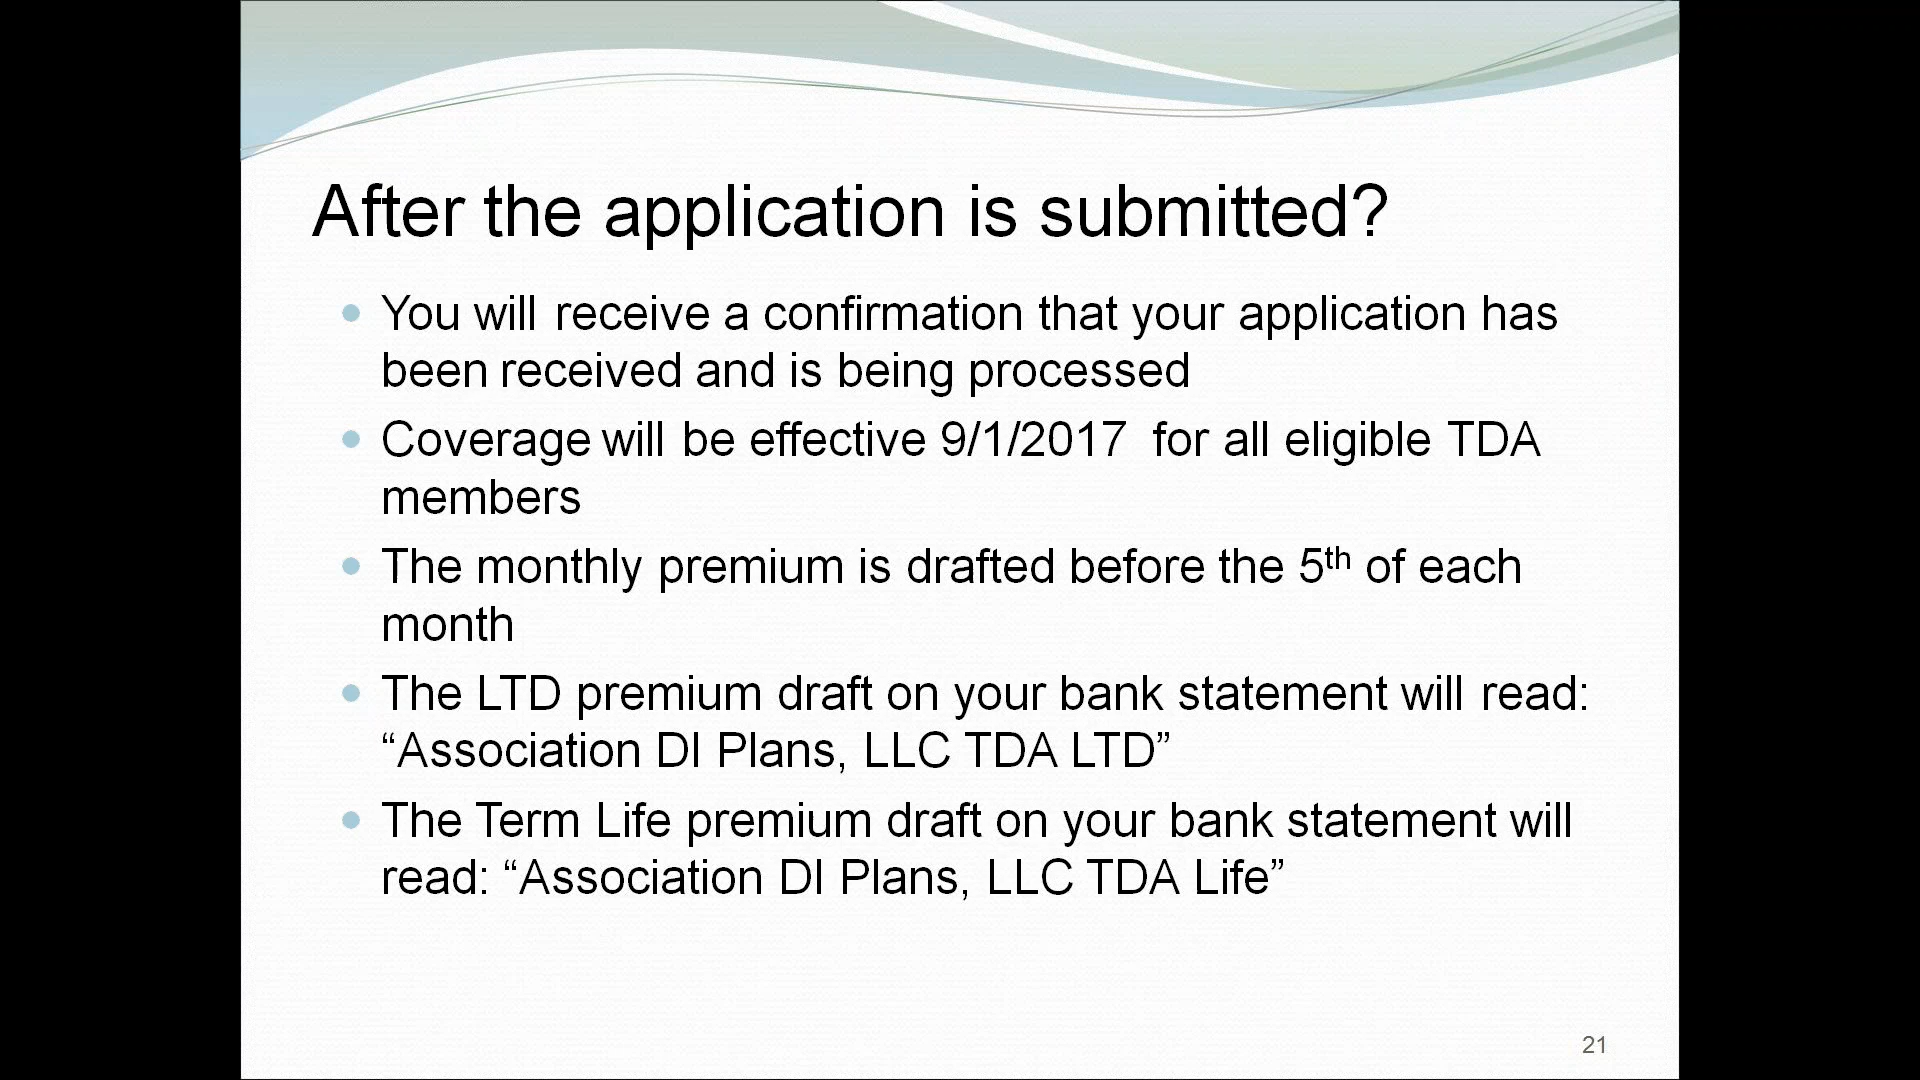 After the application is submitted?
You will receive a confirmation that your application has
been received and is being processed
Coverage will be effective 9/1/2017  for all eligible TDA
members
The monthly premium is drafted before the 5th of each
month
The LTD premium draft on your bank statement will read:
“Association DI Plans, LLC TDA LTD”
The Term Life premium draft on your bank statement will
read: “Association DI Plans, LLC TDA Life”
21